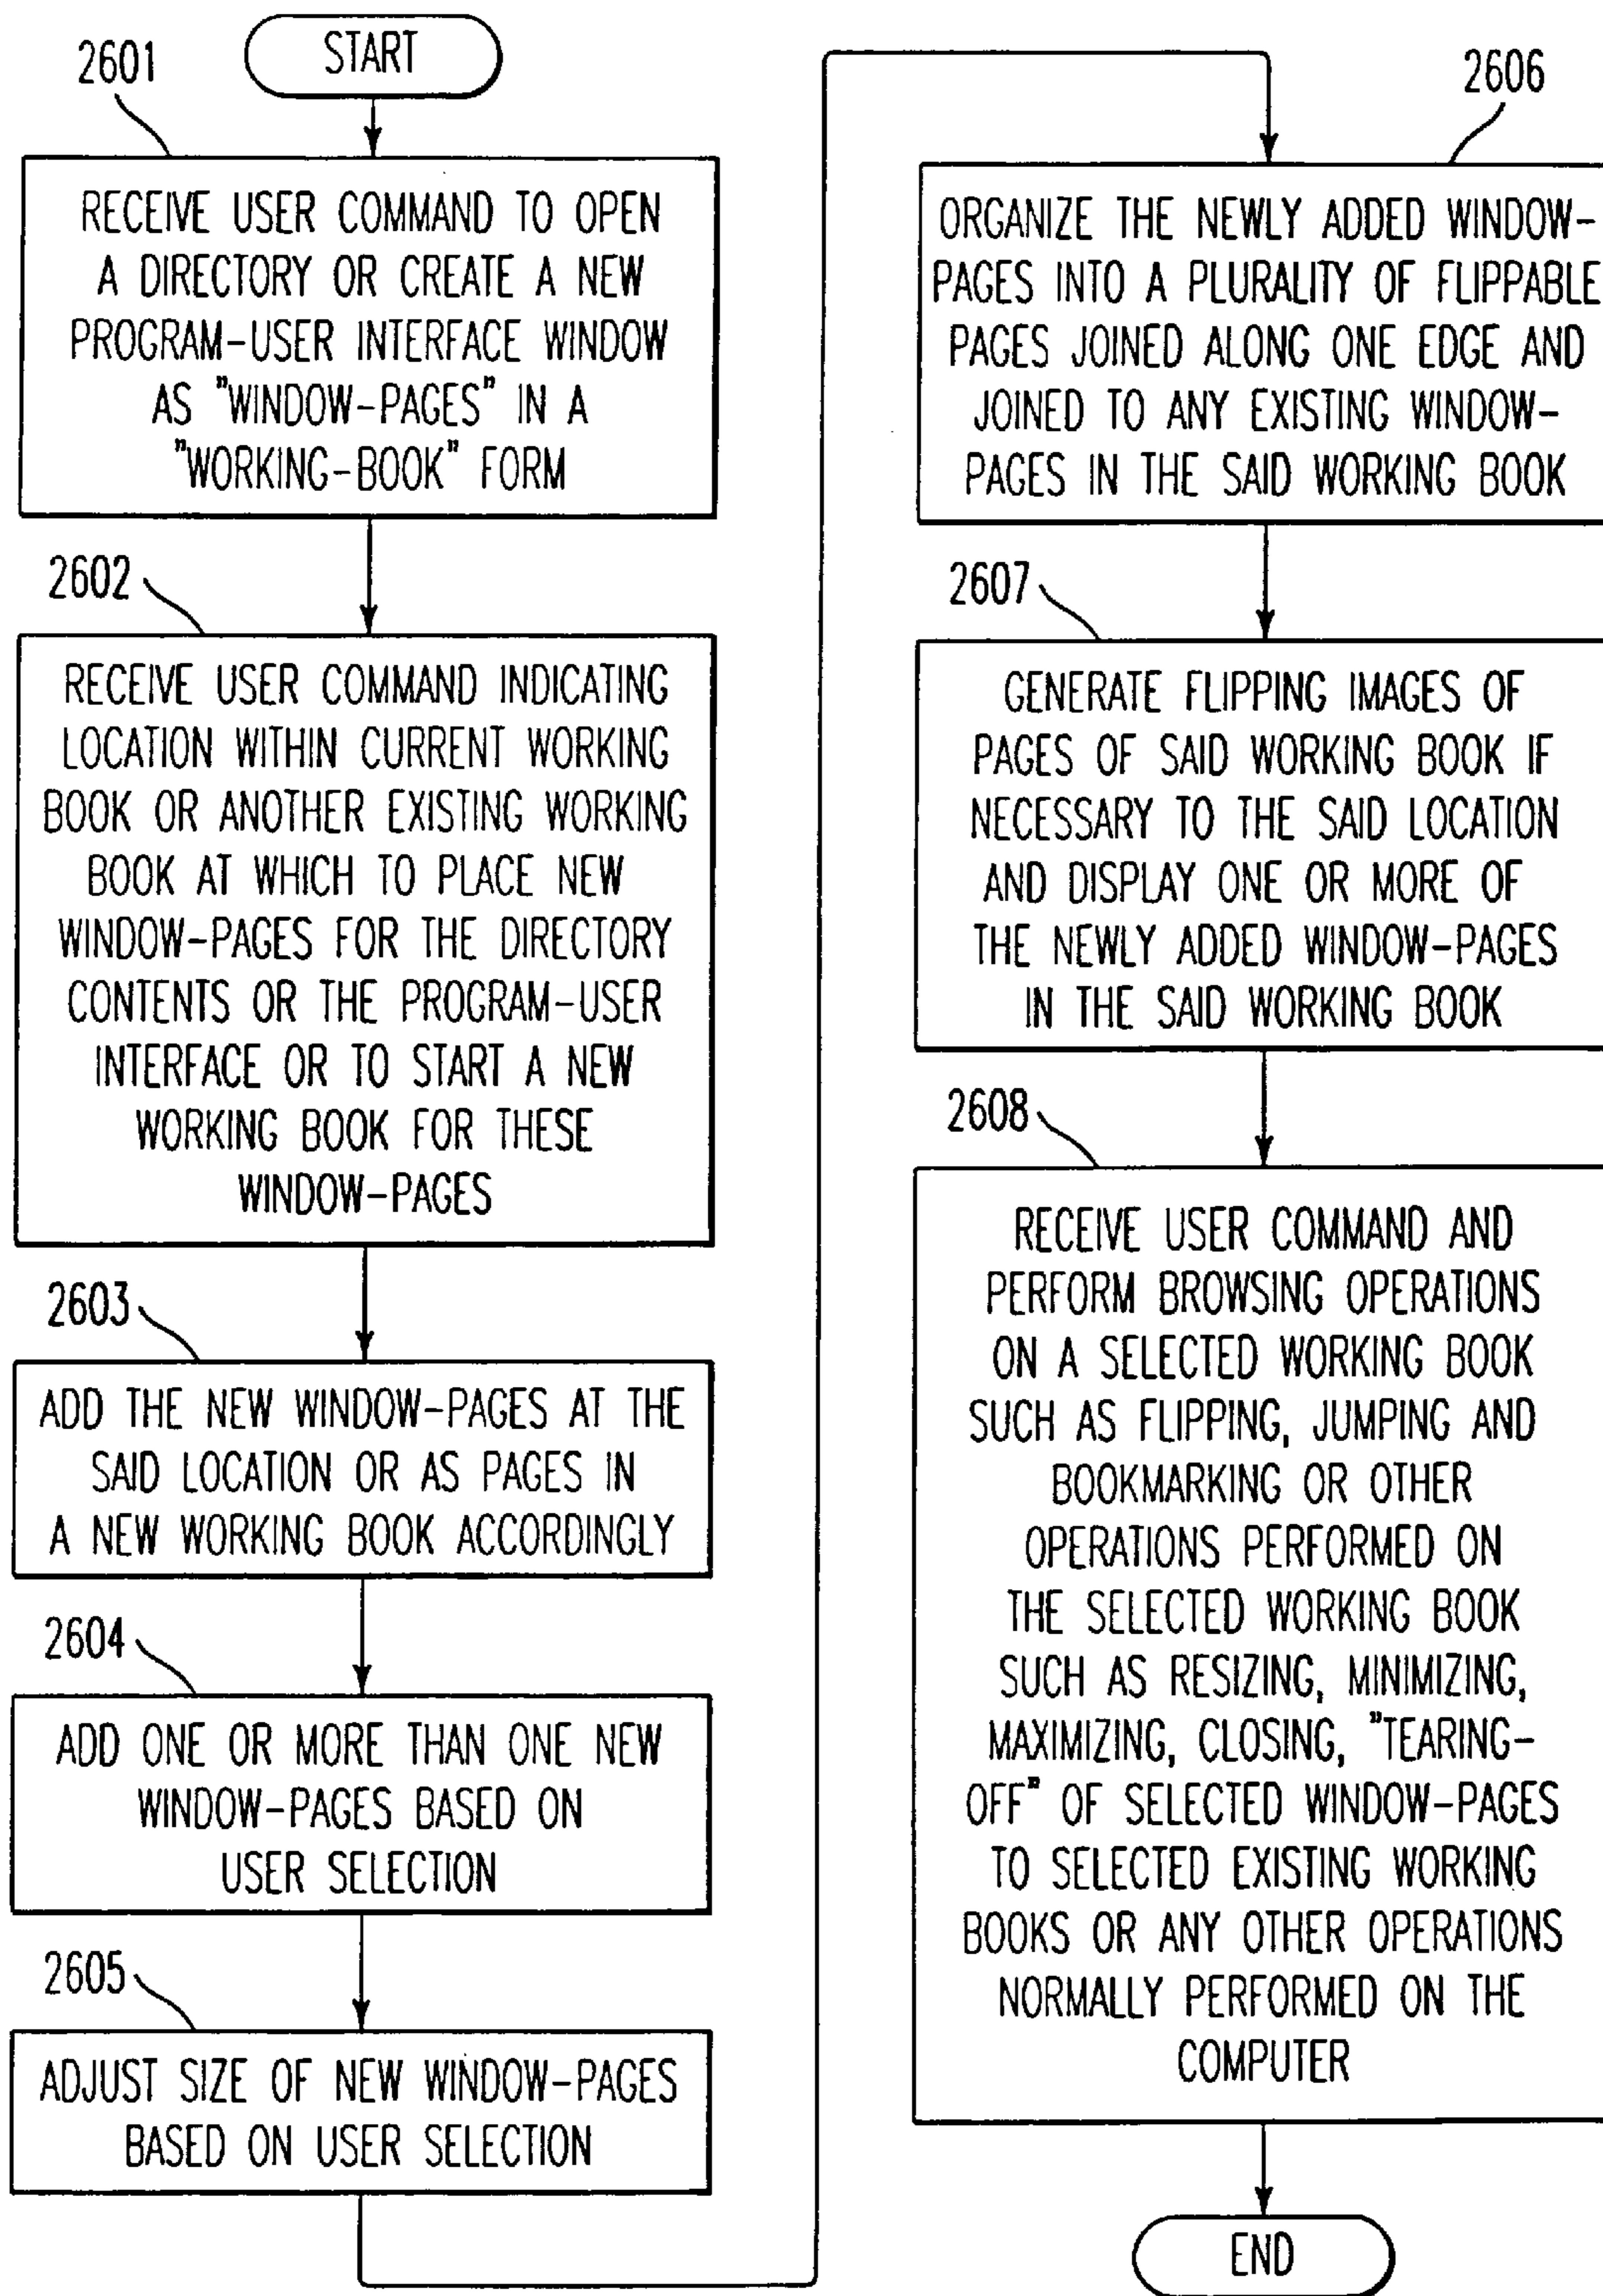 START
2601
RECEIVE USER COMMAND TO OPEN
A DIRECTORY OR CREATE A NEW
PROGRAM-USER INTERFACE WINDOW
AS "WINDOW-PAGES" IN A
"WORKING-BOOK" FORM
2602
RECEIVE USER COMMAND INDICATING
LOCATION WITHIN CURRENT WORKING
BOOK OR ANOTHER EXISTING WORKING
BOOK AT WHICH TO PLACE NEW
WINDOW-PAGES FOR THE DIRECTORY
CONTENTS OR THE PROGRAM-USER
INTERFACE OR TO START A NEW
WORKING BOOK FOR THESE
WINDOW-PAGES
2603
ADD THE NEW WINDOW-PAGES AT THE
SAID LOCATION OR AS PAGES IN
A NEW WORKING BOOK ACCORDINGLY
2604
ADD ONE OR MORE THAN ONE NEW
WINDOW-PAGES BASED ON
USER SELECTION
2605
ADJUST SIZE OF NEW WINDOW-PAGES
BASED ON USER SELECTION
2606
ORGANIZE THE NEWLY ADDED WINDOW-
PAGES INTO A PLURALITY OF FLIPPABLE
PAGES JOINED ALONG ONE EDGE AND
JOINED TO ANY EXISTING WINDOW-
PAGES IN THE SAID WORKING BOOK
2607
GENERATE FLIPPING IMAGES OF
PAGES OF SAID WORKING BOOK IF
NECESSARY TO THE SAID LOCATION
AND DISPLAY ONE OR MORE OF
THE NEWLY ADDED WINDOW-PAGES
IN THE SAID WORKING BOOK
2608
RECEIVE USER COMMAND AND
PERFORM BROWSING OPERATIONS
ON A SELECTED WORKING BOOK
SUCH AS FLIPPING, JUMPING AND
BOOKMARKING OR OTHER
OPERATIONS PERFORMED ON
THE SELECTED WORKING BOOK
SUCH AS RESIZING, MINIMIZING,
MAXIMIZING, CLOSING, "TEARING-
OFF" OF SELECTED WINDOW-PAGES
TO SELECTED EXISTING WORKING
BOOKS OR ANY OTHER OPERATIONS
NORMALLY PERFORMED ON THE
COMPUTER
END